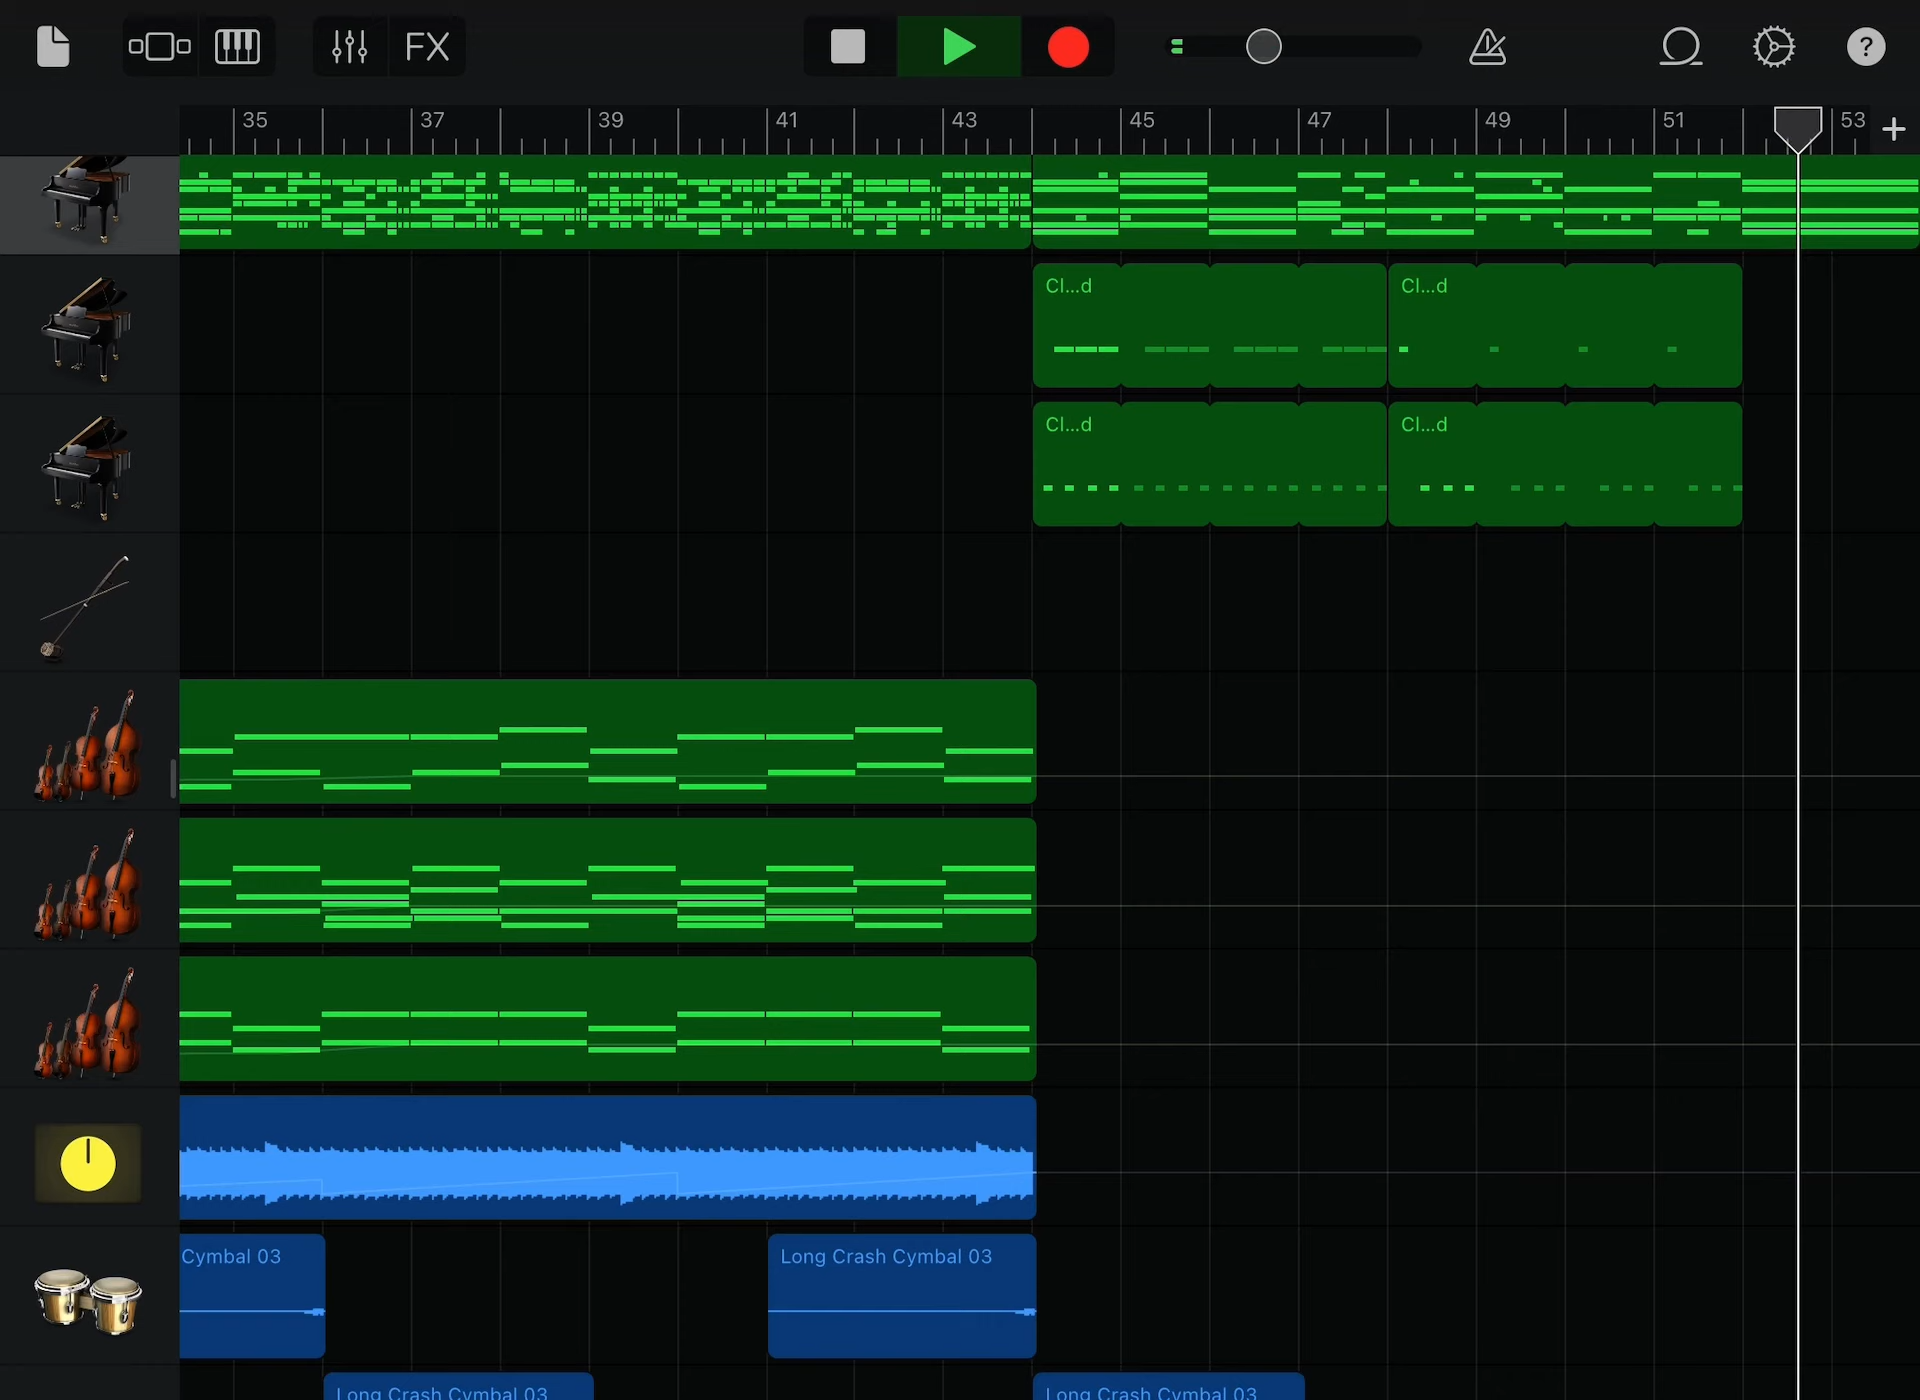 FX
?
35 37 39 41 43 45 47 49 51 53 +
Cl...d Cl...d
Cl...d Cl...d
Cymbal 03 Long Crash Cymbal 03
Long Crash Cymbal 03 Long Crash Cymbal 03